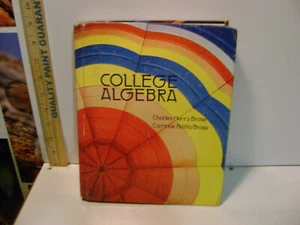 COLLEGE
ALGEBRA
Charles Henry Brase
Corrinne Pellillo Brase
QUALITY PAINT GUARAN